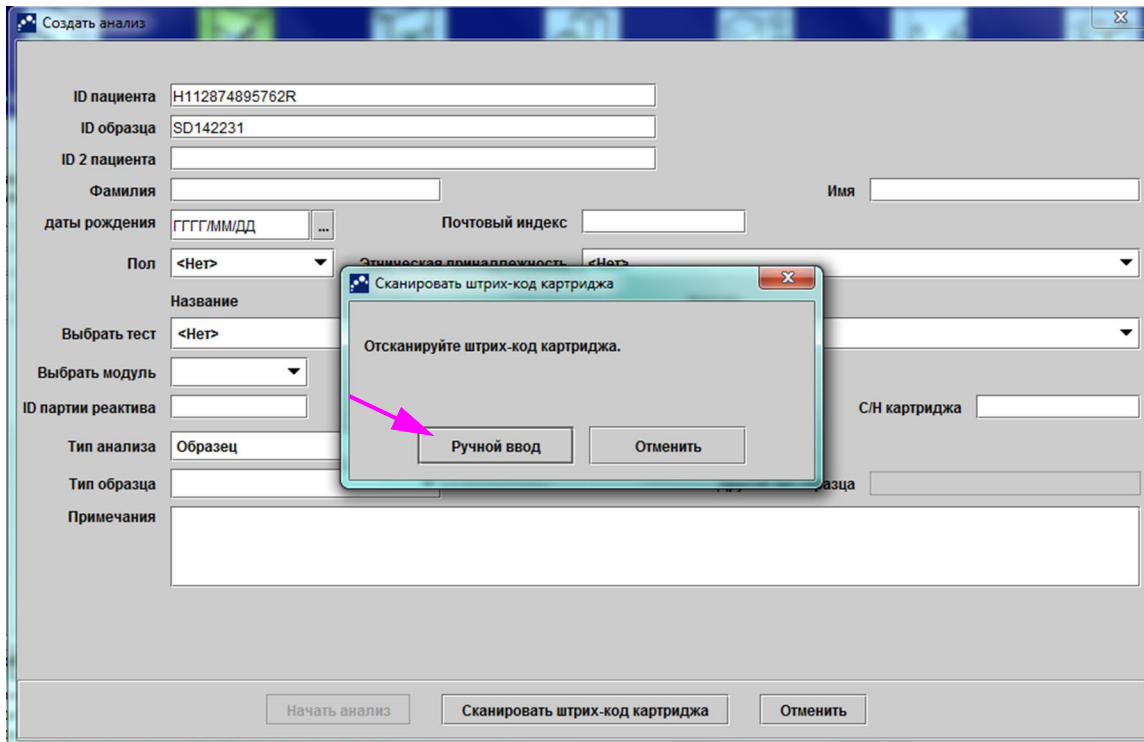 Создать анализ
ID пациента H112874895762R
ID образца SD142231
ID 2 пациента
Фамилия Имя
даты рождения ГГГГ/ММ/ДД ... Почтовый индекс
Пол <Нет> Этническая принадлежность <Нет>
Сканировать штрих-код картриджа
Название
Выбрать тест <Нет>
Отсканируйте штрих-код картриджа.
Выбрать модуль
ID партии реактива С/Н картриджа
Тип анализа Образец
Ручной ввод Отменить
Тип образца
Примечания
Начать анализ Сканировать штрих-код картриджа Отменить